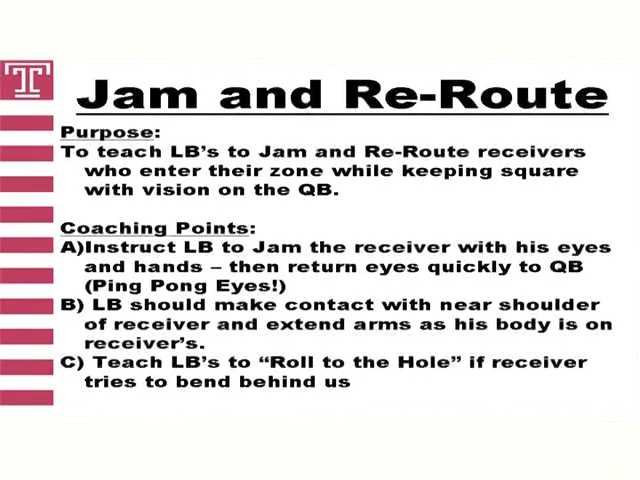 T
Jam and Re-Route
Purpose:
To teach LB's to Jam and Re-Route receivers
who enter their zone while keeping square
with vision on the QB.
Coaching Points:
A)Instruct LB to Jam the receiver with his eyes
and hands – then return eyes quickly to QB
(Ping Pong Eyes!)
B) LB should make contact with near shoulder
of receiver and extend arms as his body is on
receiver's.
C) Teach LB's to "Roll to the Hole" if receiver
tries to bend behind us